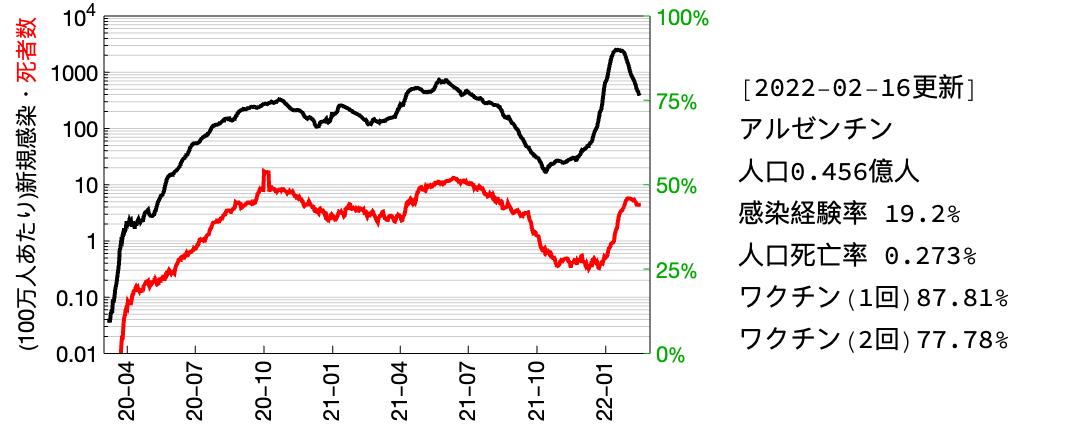 (100万人あたり)新規感染・死者数
10^4
1000
100
10
1
0.10
0.01
100%
75%
50%
25%
0%
20-04
20-07
20-10
21-01
21-04
21-07
21-10
22-01
[2022-02-16更新]
アルゼンチン
人口0.456億人
感染経験率 19.2%
人口死亡率 0.273%
ワクチン(1回)87.81%
ワクチン(2回)77.78%